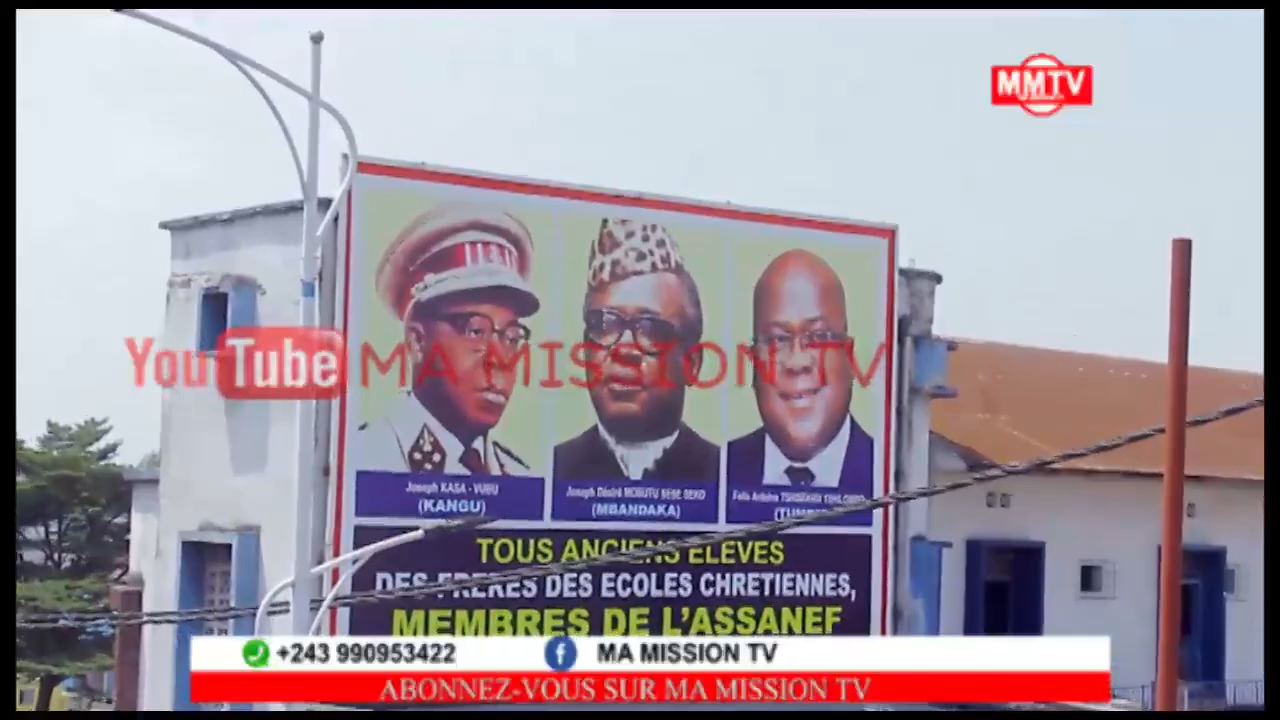 MMTV
YouTube MA MISSION TV
Joseph KASA - VUBU
(KANGU)
Joseph Désiré MOBUTU SESE SEKO
(MBANDAKA)
Felix Antoine TSHISEKEDI TSHILOMBO
TOUS ANCIENS ELEVES
DES FRERES DES ECOLES CHRETIENNES,
MEMBRES DE L'ASSANEF
+243 990953422
MA MISSION TV
ABONNEZ-VOUS SUR MA MISSION TV